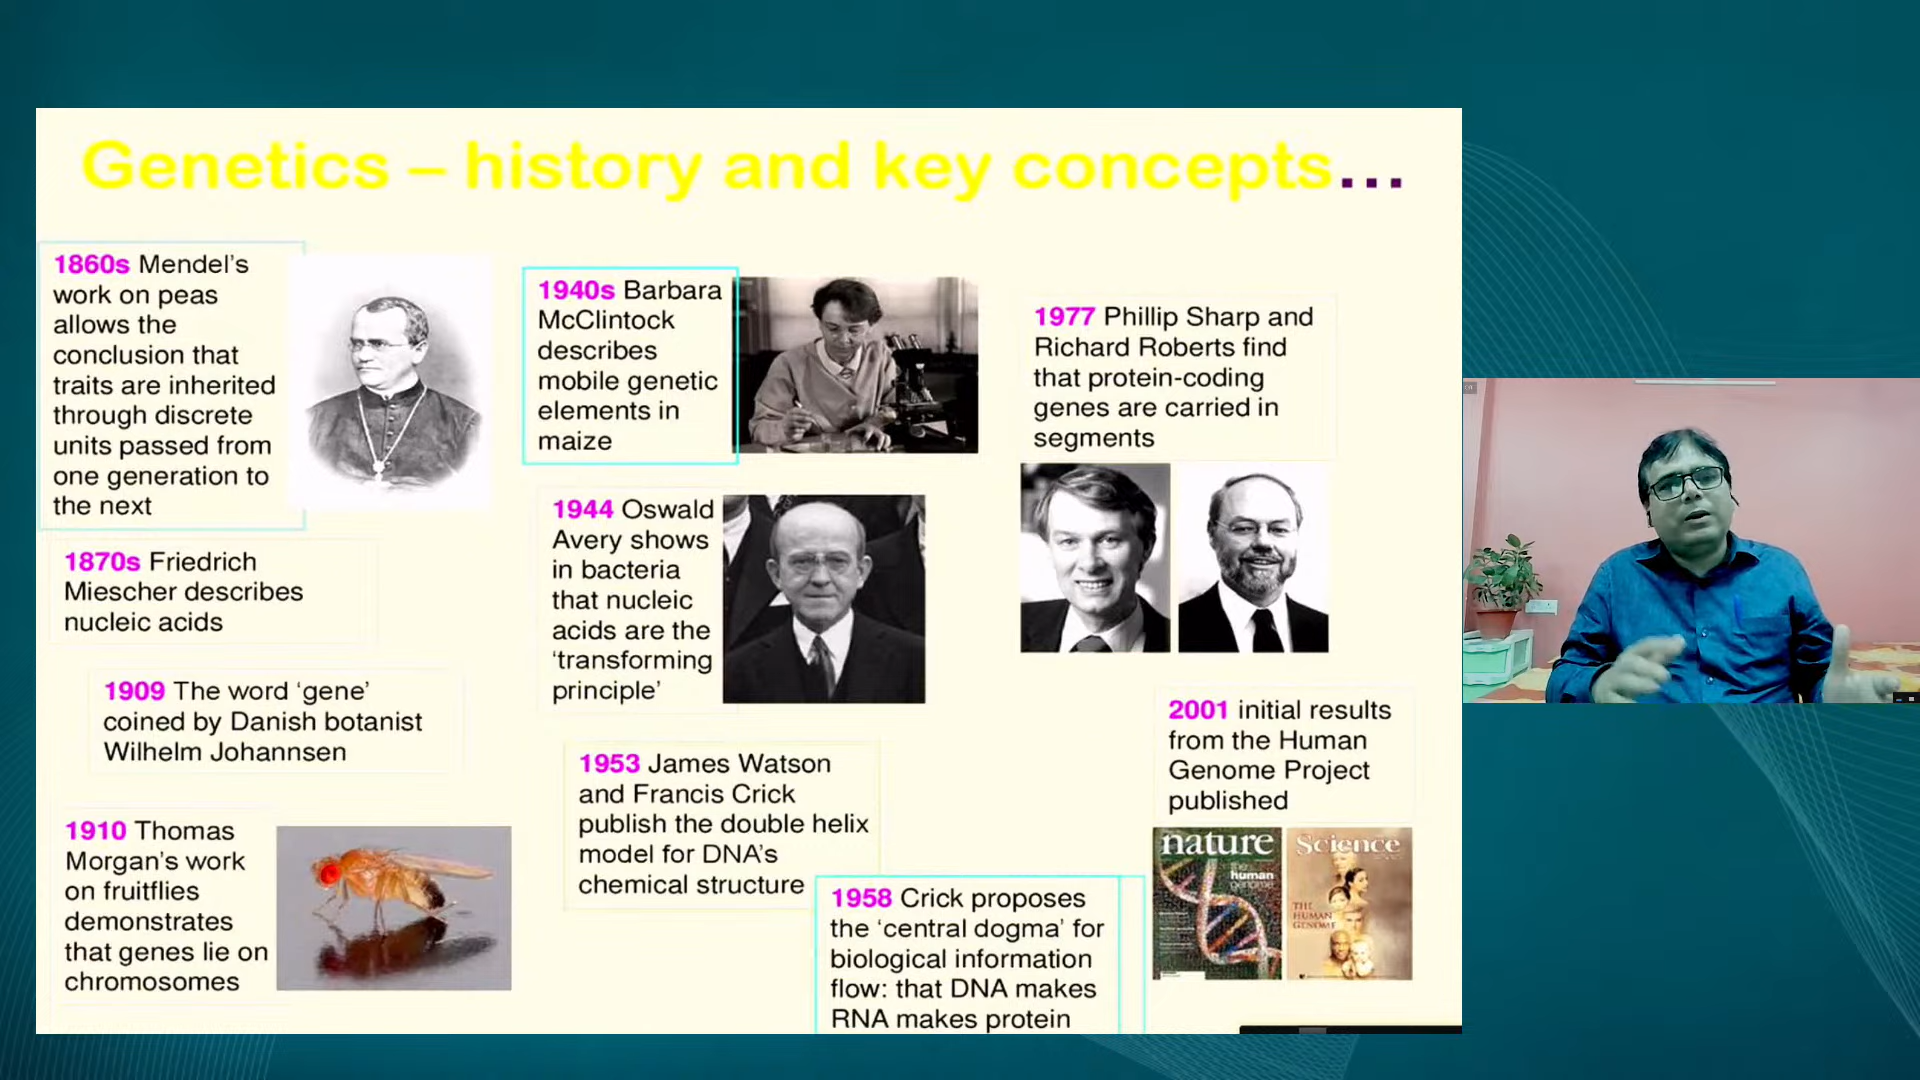 Genetics – history and key concepts...
1860s Mendel’s
work on peas
allows the
conclusion that
traits are inherited
through discrete
units passed from
one generation to
the next
1870s Friedrich
Miescher describes
nucleic acids
1909 The word ‘gene’
coined by Danish botanist
Wilhelm Johannsen
1910 Thomas
Morgan’s work
on fruitflies
demonstrates
that genes lie on
chromosomes
1940s Barbara
McClintock
describes
mobile genetic
elements in
maize
1944 Oswald
Avery shows
in bacteria
that nucleic
acids are the
‘transforming
principle’
1953 James Watson
and Francis Crick
publish the double helix
model for DNA’s
chemical structure
1958 Crick proposes
the ‘central dogma’ for
biological information
flow: that DNA makes
RNA makes protein
1977 Phillip Sharp and
Richard Roberts find
that protein-coding
genes are carried in
segments
2001 initial results
from the Human
Genome Project
published
nature
the
human
genome
Science
THE
HUMAN
GENOME